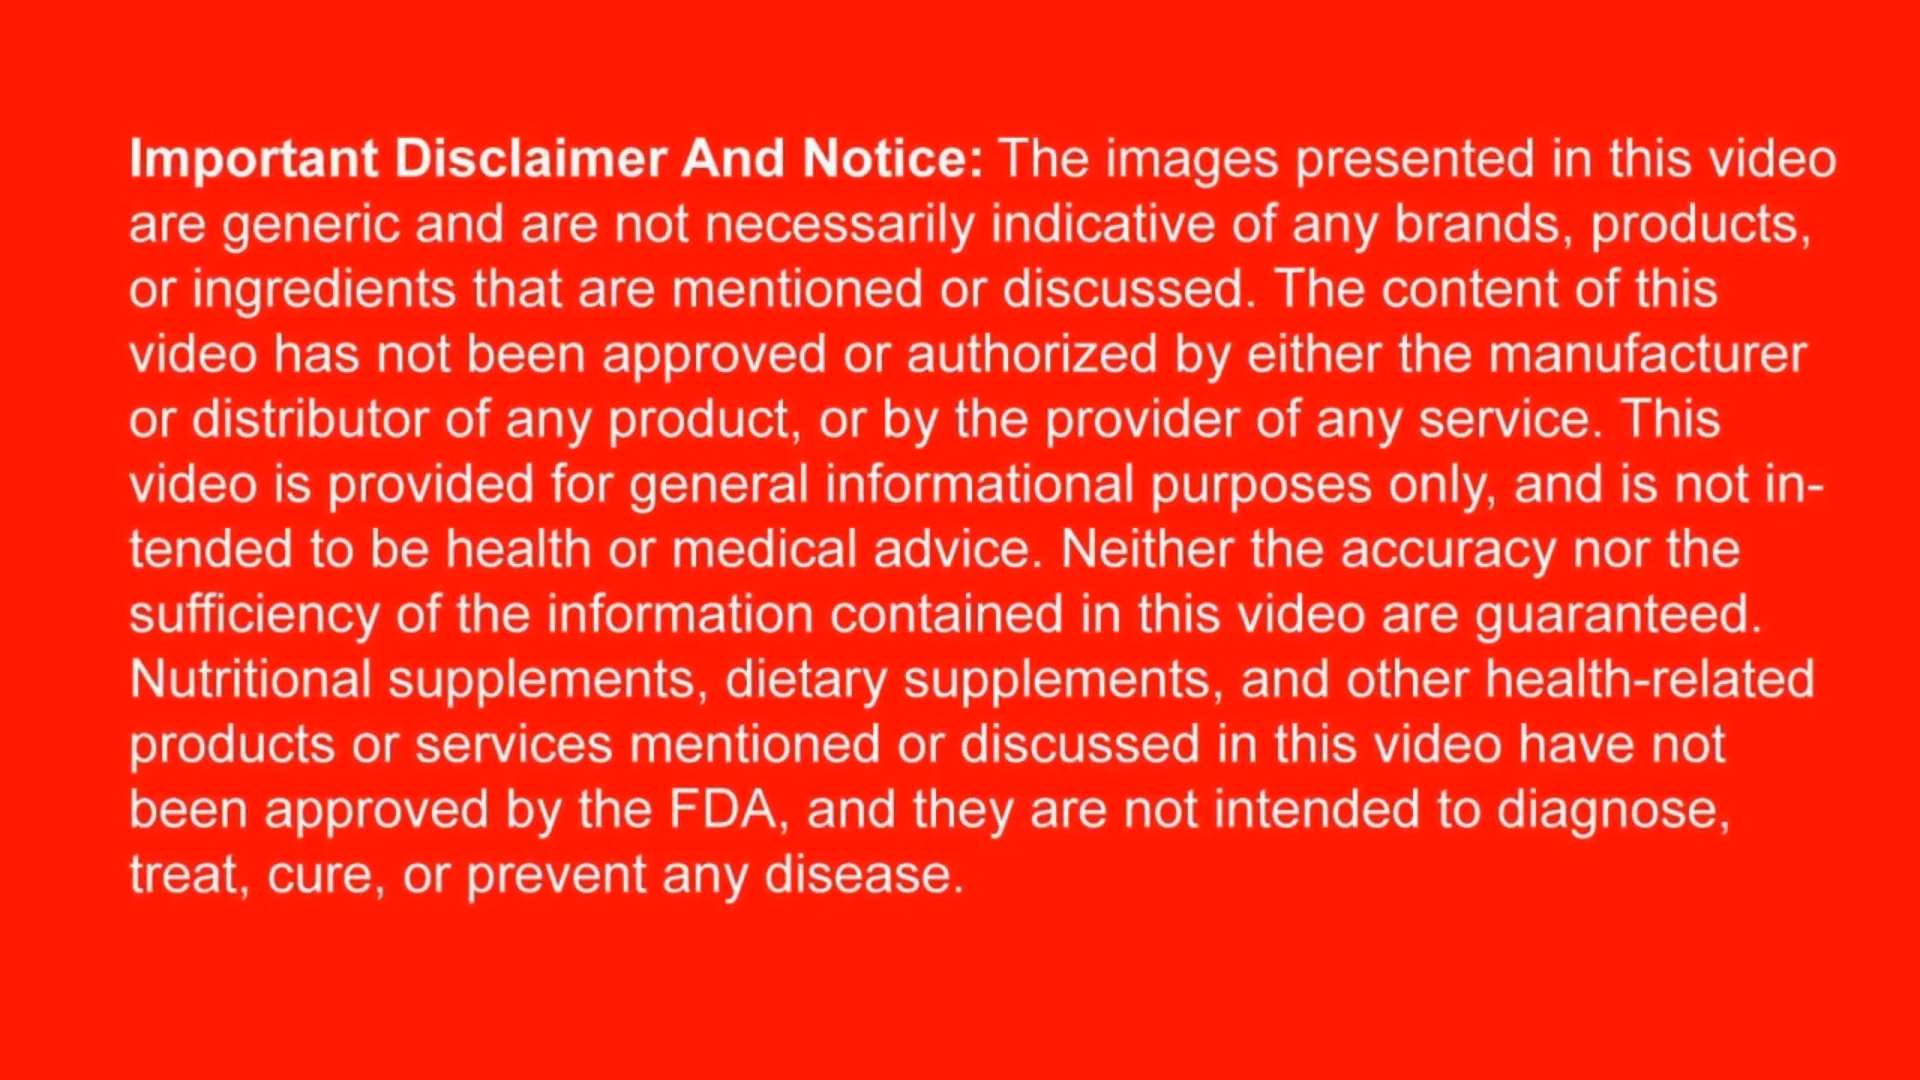 Important Disclaimer And Notice: The images presented in this video
are generic and are not necessarily indicative of any brands, products,
or ingredients that are mentioned or discussed. The content of this
video has not been approved or authorized by either the manufacturer
or distributor of any product, or by the provider of any service. This
video is provided for general informational purposes only, and is not in-
tended to be health or medical advice. Neither the accuracy nor the
sufficiency of the information contained in this video are guaranteed.
Nutritional supplements, dietary supplements, and other health-related
products or services mentioned or discussed in this video have not
been approved by the FDA, and they are not intended to diagnose,
treat, cure, or prevent any disease.